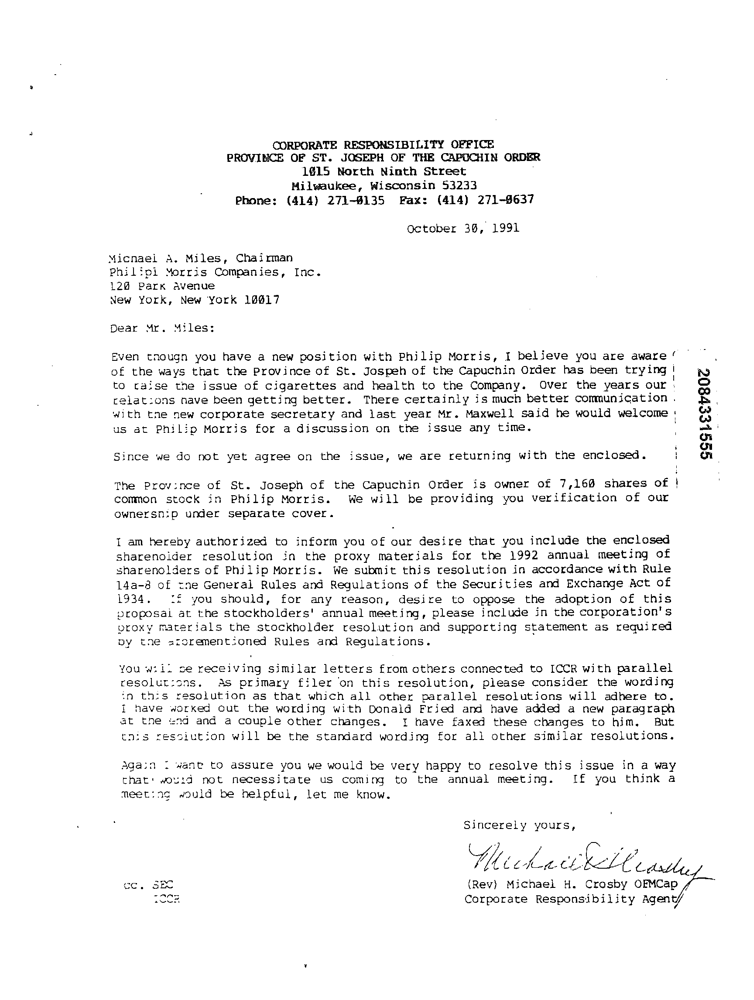 CORPORATE RESPONSIBILITY OFFICE
PROVINCE OF ST. JOSEPH OF THE CAPUCHIN ORDER
1015 North Ninth Street
Milwaukee, Wisconsin 53233
Phone: (414) 271-0135 Fax: (414) 271-0637
October 30, 1991
Michael A. Miles, Chairman
Philipi Morris Companies, Inc.
120 Park Avenue
New York, New York 10017
Dear Mr. Miles:
Even though you have a new position with Philip Morris, I believe you are aware
of the ways that the Province of St. Jospeh of the Capuchin Order has been trying
to raise the issue of cigarettes and health to the Company. Over the years our
relations have been getting better. There certainly is much better communication
with the new corporate secretary and last year Mr. Maxwell said he would welcome
us at Philip Morris for a discussion on the issue any time.
Since we do not yet agree on the issue, we are returning with the enclosed.
The Province of St. Joseph of the Capuchin Order is owner of 7,160 shares of
common stock in Philip Morris. We will be providing you verification of our
ownership under separate cover.
I am hereby authorized to inform you of our desire that you include the enclosed
shareholder resolution in the proxy materials for the 1992 annual meeting of
shareholders of Philip Morris. We submit this resolution in accordance with Rule
14a-8 of the General Rules and Regulations of the Securities and Exchange Act of
1934. If you should, for any reason, desire to oppose the adoption of this
proposal at the stockholders' annual meeting, please include in the corporation's
proxy materials the stockholder resolution and supporting statement as required
by the aforementioned Rules and Regulations.
You will be receiving similar letters from others connected to ICCR with parallel
resolutions. As primary filer on this resolution, please consider the wording
in this resolution as that which all other parallel resolutions will adhere to.
I have worked out the wording with Donald Fried and have added a new paragraph
at the end and a couple other changes. I have faxed these changes to him. But
this resolution will be the standard wording for all other similar resolutions.
Again I want to assure you we would be very happy to resolve this issue in a way
that would not necessitate us coming to the annual meeting. If you think a
meeting would be helpful, let me know.
Sincerely yours,
Michael H Crosby
(Rev) Michael H. Crosby OFMCap
Corporate Responsibility Agent
cc. SEC
ICCR
2084331555